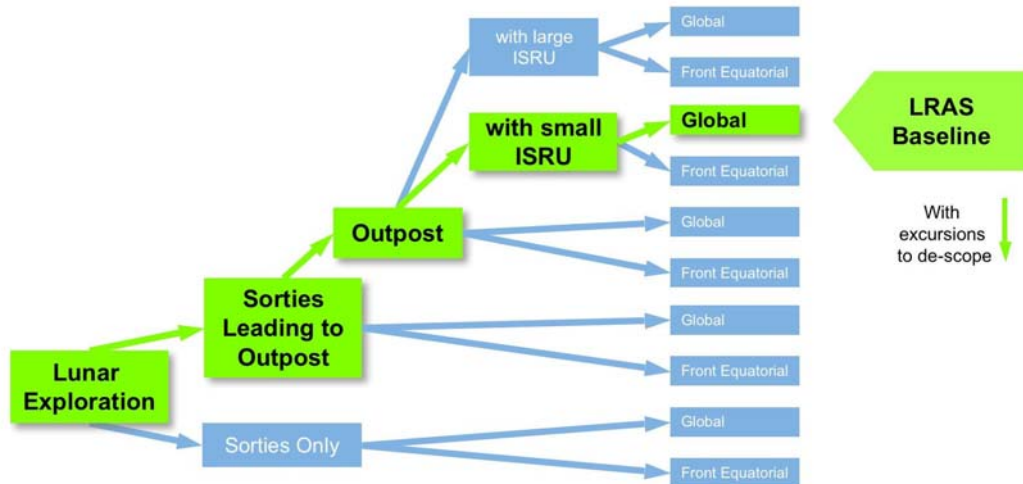 with large
ISRU
Global
Front Equatorial
with small
ISRU
Global
Front Equatorial
LRAS
Baseline
With
excursions
to de-scope
Outpost
Global
Front Equatorial
Sorties
Leading to
Outpost
Global
Front Equatorial
Lunar
Exploration
Sorties Only
Global
Front Equatorial